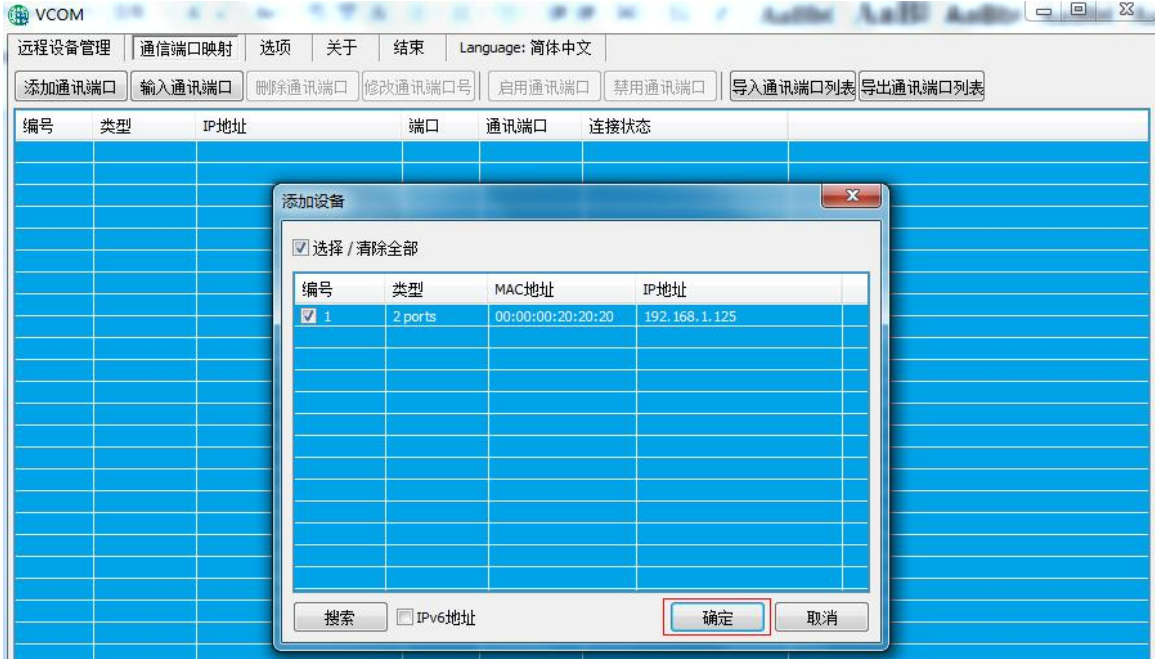 VCOM
远程设备管理 通信端口映射 选项 关于 结束 Language: 简体中文
添加通讯端口 输入通讯端口 删除通讯端口 修改通讯端口号 启用通讯端口 禁用通讯端口 导入通讯端口列表 导出通讯端口列表
编号 类型 IP地址 端口 通讯端口 连接状态
添加设备
选择 / 清除全部
编号 类型 MAC地址 IP地址
1 2 ports 00:00:00:20:20:20 192.168.1.125
搜索 IPv6地址 确定 取消